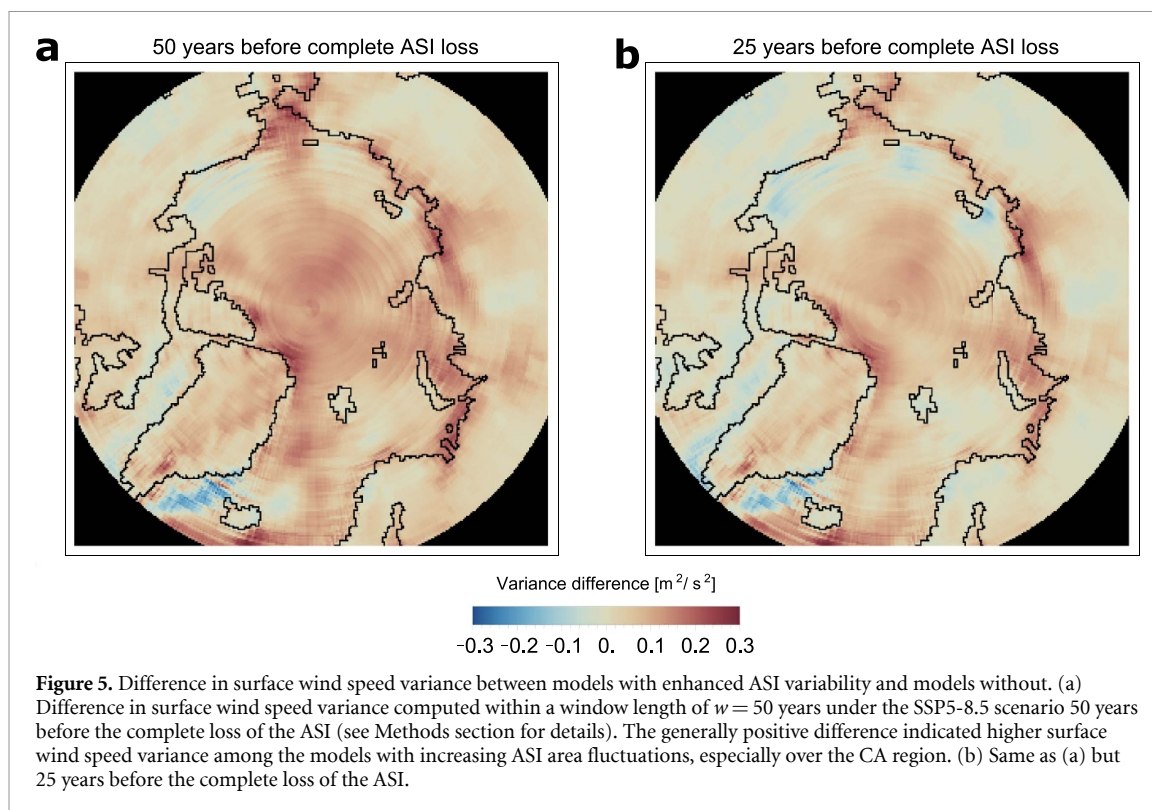 a
50 years before complete ASI loss
b
25 years before complete ASI loss
Variance difference [m²/ s²]
-0.3 -0.2 -0.1 0. 0.1 0.2 0.3
Figure 5. Difference in surface wind speed variance between models with enhanced ASI variability and models without. (a)
Difference in surface wind speed variance computed within a window length of w = 50 years under the SSP5-8.5 scenario 50 years
before the complete loss of the ASI (see Methods section for details). The generally positive difference indicated higher surface
wind speed variance among the models with increasing ASI area fluctuations, especially over the CA region. (b) Same as (a) but
25 years before the complete loss of the ASI.